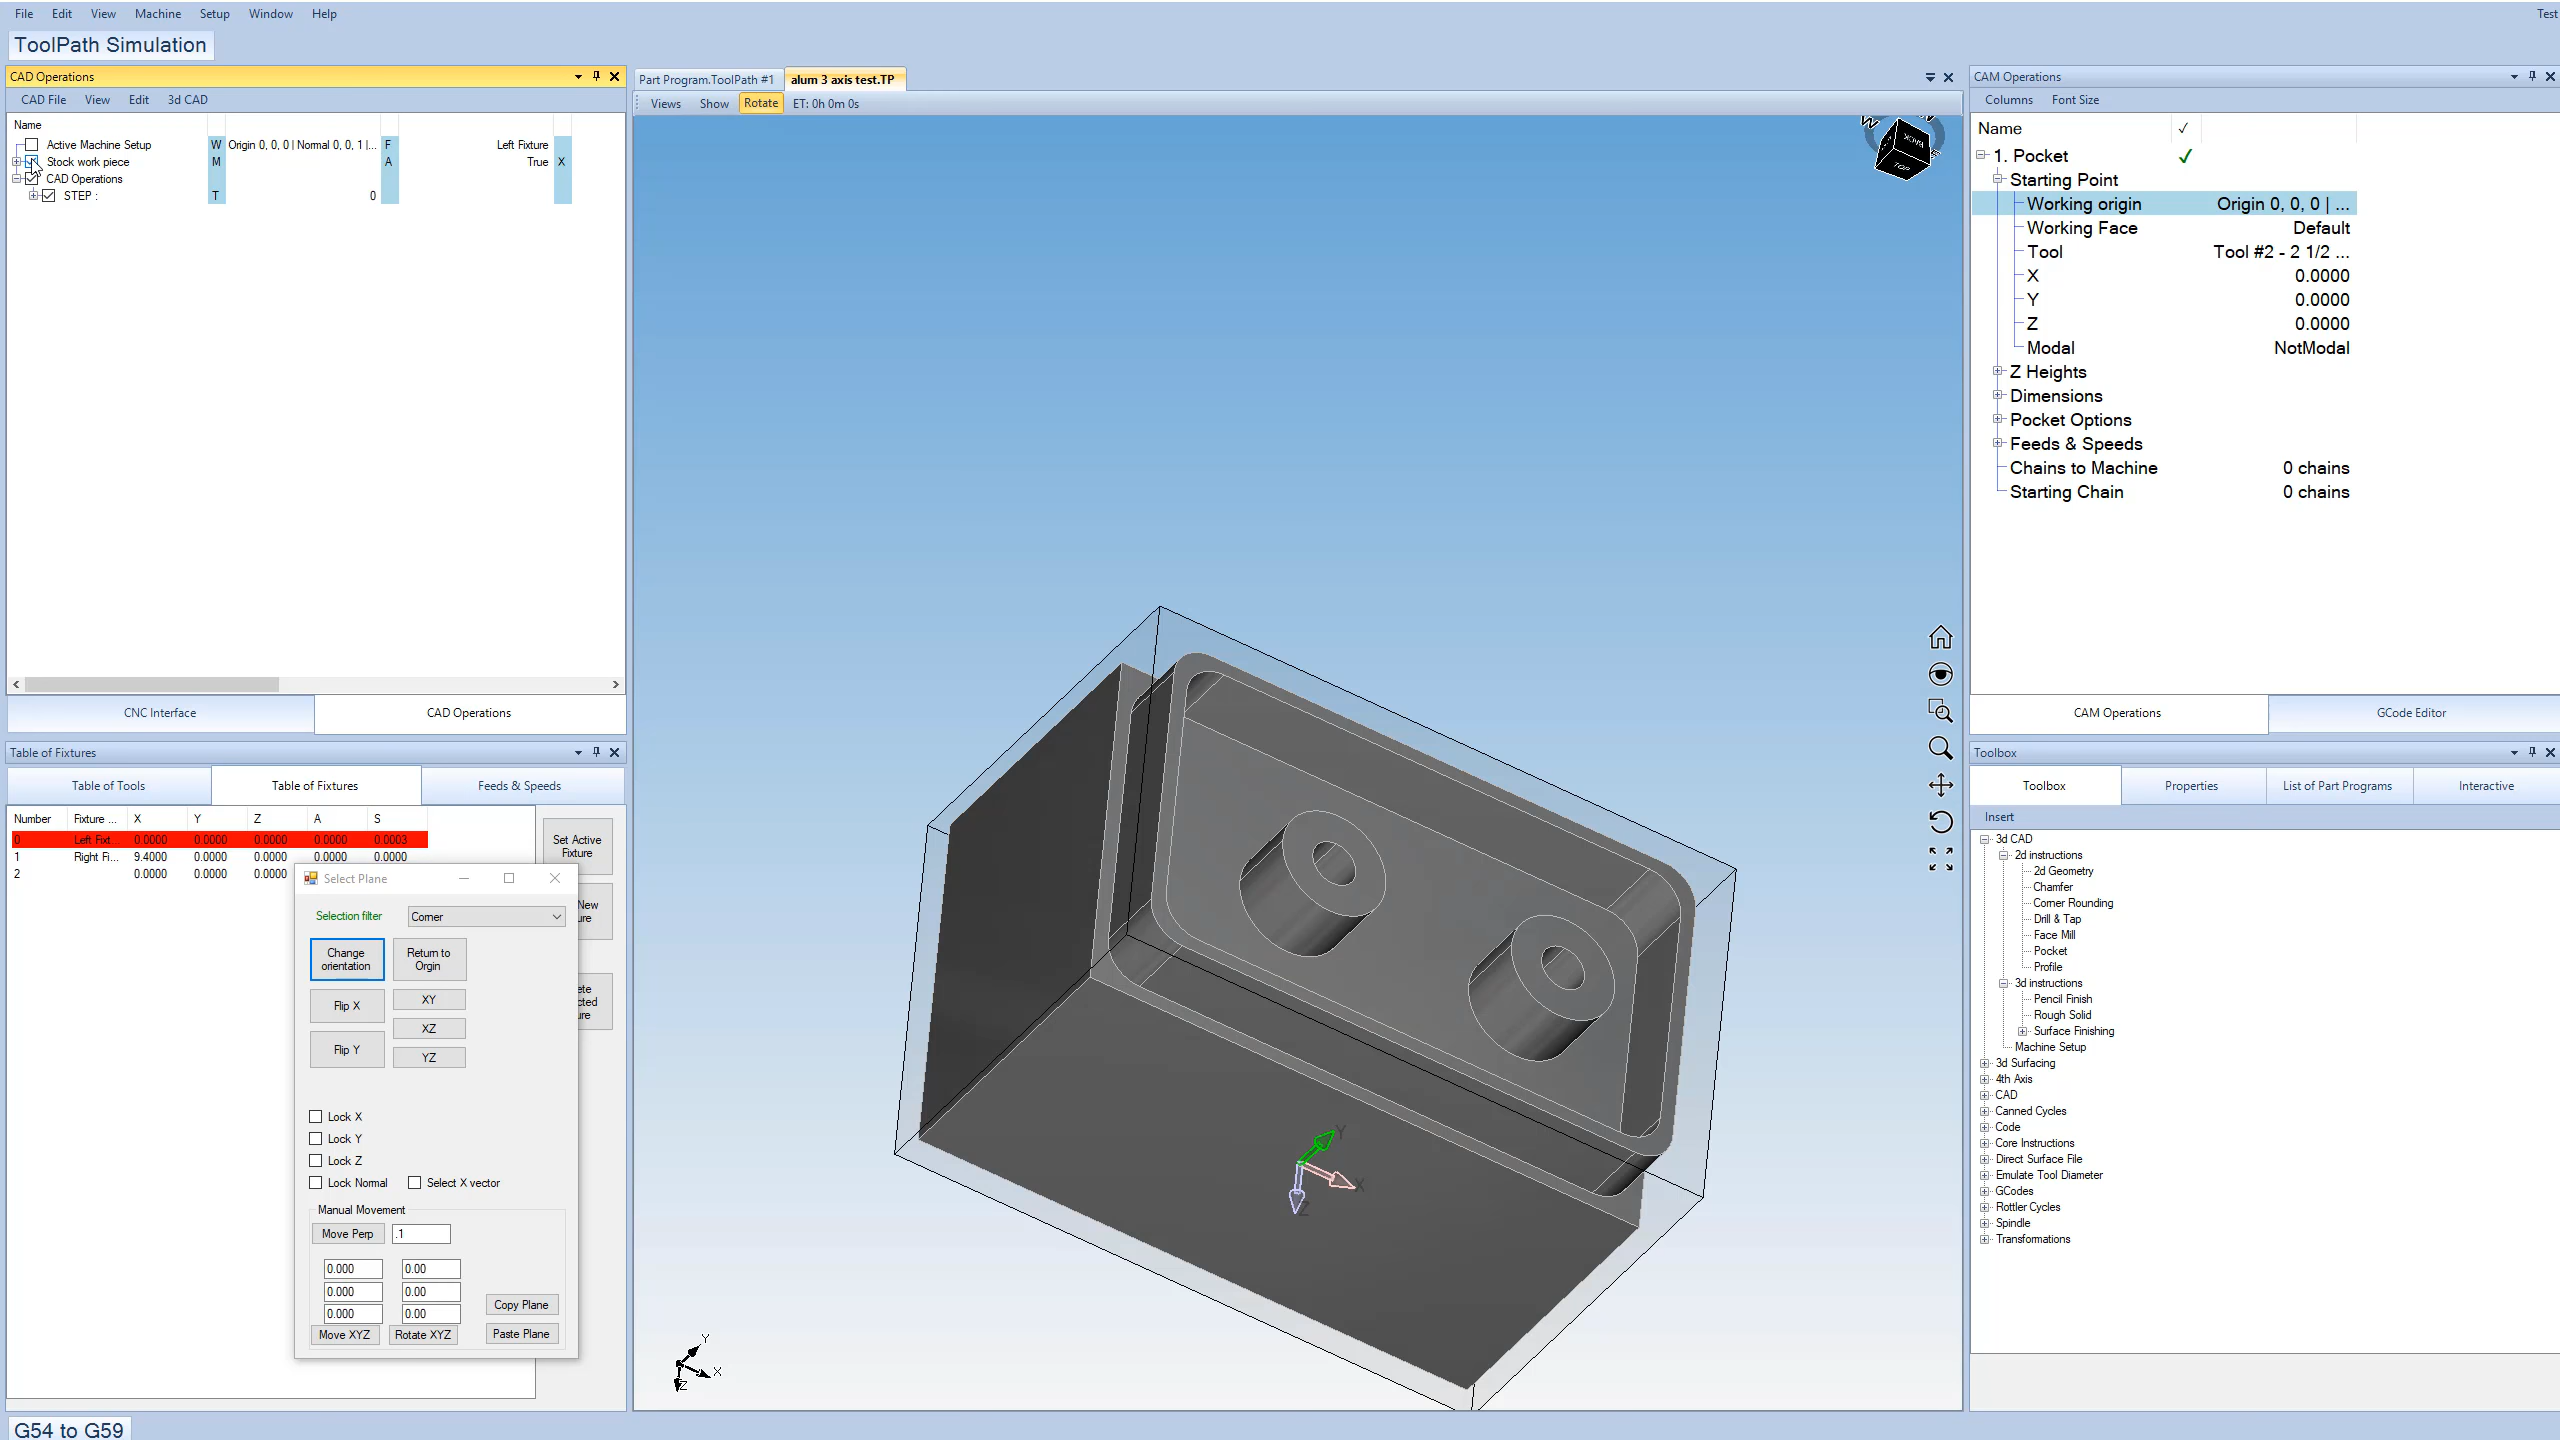 File Edit View Machine Setup Window Help
Test
ToolPath Simulation
CAD Operations
CAD File View Edit 3d CAD
Name
Active Machine Setup W Origin 0, 0, 0 | Normal 0, 0, 1 |... F Left Fixture
Stock work piece M A True X
CAD Operations
STEP : T 0
CNC Interface CAD Operations
Table of Fixtures
Table of Tools Table of Fixtures Feeds & Speeds
Number Fixture ... X Y Z A S
0 Left Fixt... 0.0000 0.0000 0.0000 0.0000 0.0003
1 Right Fi... 9.4000 0.0000 0.0000 0.0000 0.0000
2 0.0000 0.0000 0.0000
Set Active
Fixture
New
ure
ete
cted
ure
Select Plane
Selection filter Corner
Change
orientation
Return to
Orgin
Flip X
XY
XZ
Flip Y
YZ
Lock X
Lock Y
Lock Z
Lock Normal Select X vector
Manual Movement
Move Perp .1
0.000 0.00
0.000 0.00
0.000 0.00
Copy Plane
Move XYZ Rotate XYZ Paste Plane
G54 to G59
Part Program.ToolPath #1 alum 3 axis test.TP
Views Show Rotate ET: 0h 0m 0s
W
TOP
Y
X
Z
Y
X
Z
CAM Operations
Columns Font Size
Name ✓
1. Pocket ✓
Starting Point
Working origin Origin 0, 0, 0 | ...
Working Face Default
Tool Tool #2 - 2 1/2 ...
X 0.0000
Y 0.0000
Z 0.0000
Modal NotModal
Z Heights
Dimensions
Pocket Options
Feeds & Speeds
Chains to Machine 0 chains
Starting Chain 0 chains
CAM Operations GCode Editor
Toolbox
Toolbox Properties List of Part Programs Interactive
Insert
3d CAD
2d instructions
2d Geometry
Chamfer
Corner Rounding
Drill & Tap
Face Mill
Pocket
Profile
3d instructions
Pencil Finish
Rough Solid
Surface Finishing
Machine Setup
3d Surfacing
4th Axis
CAD
Canned Cycles
Code
Core Instructions
Direct Surface File
Emulate Tool Diameter
GCodes
Rottler Cycles
Spindle
Transformations